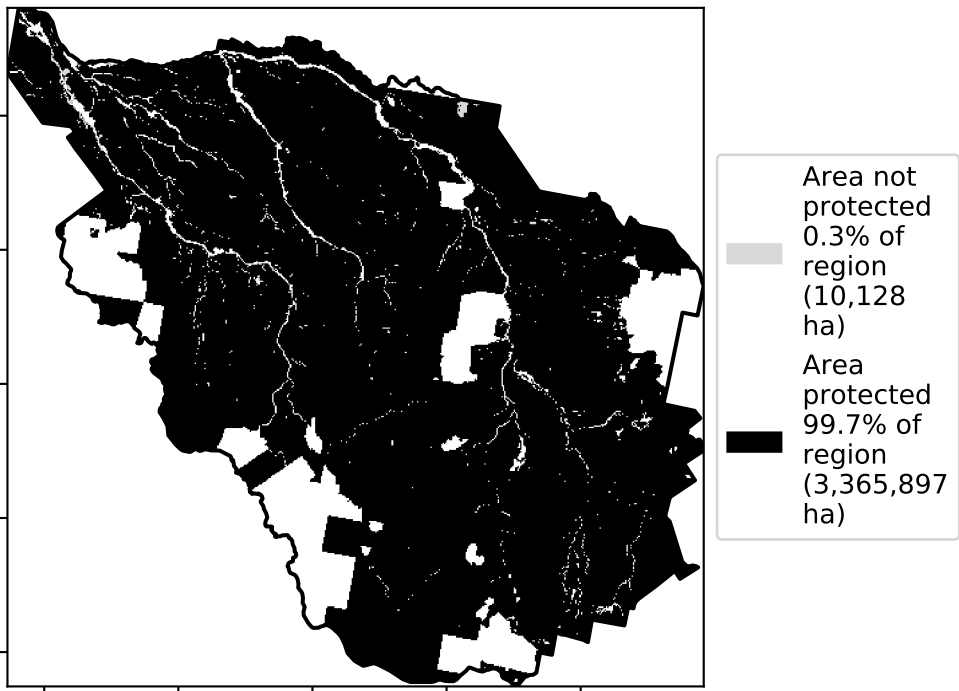 Area not
protected
0.3% of
region
(10,128
ha)
Area
protected
99.7% of
region
(3,365,897
ha)